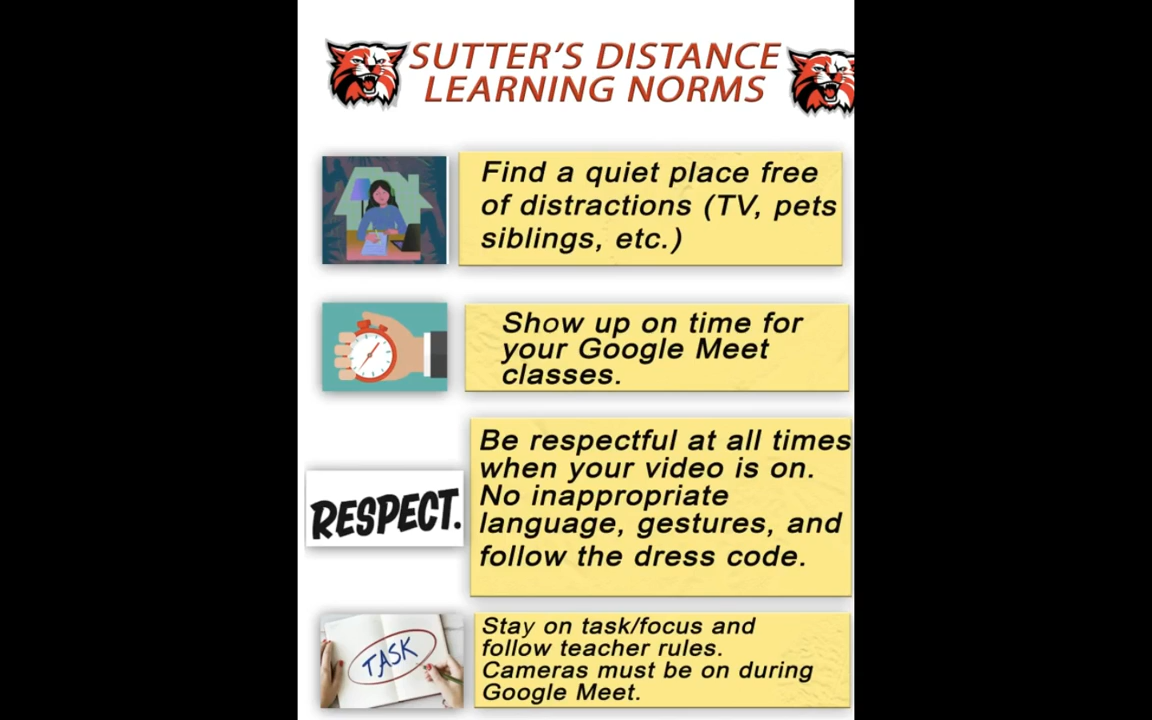 SUTTER'S DISTANCE
LEARNING NORMS
Find a quiet place free
of distractions (TV, pets
siblings, etc.)
Show up on time for
your Google Meet
classes.
Be respectful at all times
when your video is on.
No inappropriate
language, gestures, and
follow the dress code.
RESPECT.
Stay on task/focus and
follow teacher rules.
Cameras must be on during
Google Meet.
TASK